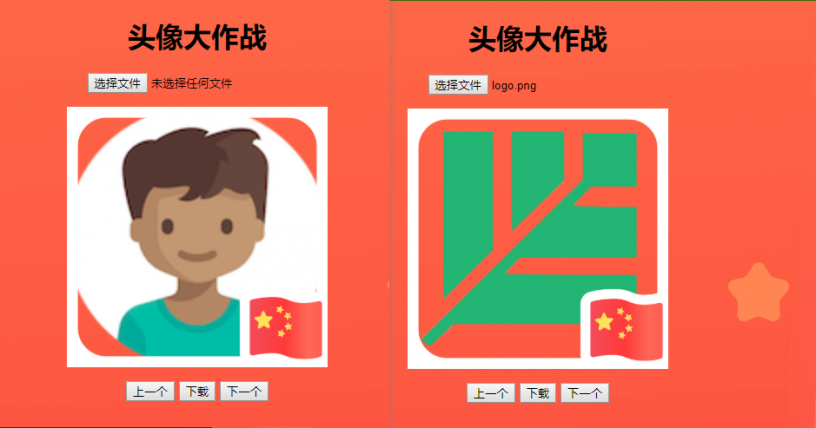 头像大作战
选择文件 未选择任何文件
上一个 下载 下一个
头像大作战
选择文件 logo.png
上一个 下载 下一个